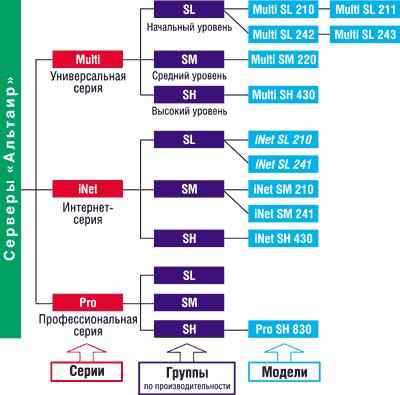 Серверы «Альтаир»
Multi
Универсальная
серия
SL
Начальный уровень
Multi SL 210
Multi SL 211
Multi SL 242
Multi SL 243
SM
Средний уровень
Multi SM 220
SH
Высокий уровень
Multi SH 430
iNet
Интернет-
серия
SL
iNet SL 210
iNet SL 241
SM
iNet SM 210
iNet SM 241
SH
iNet SH 430
Pro
Профессиональная
серия
SL
SM
SH
Pro SH 830
Серии
Группы
по производительности
Модели